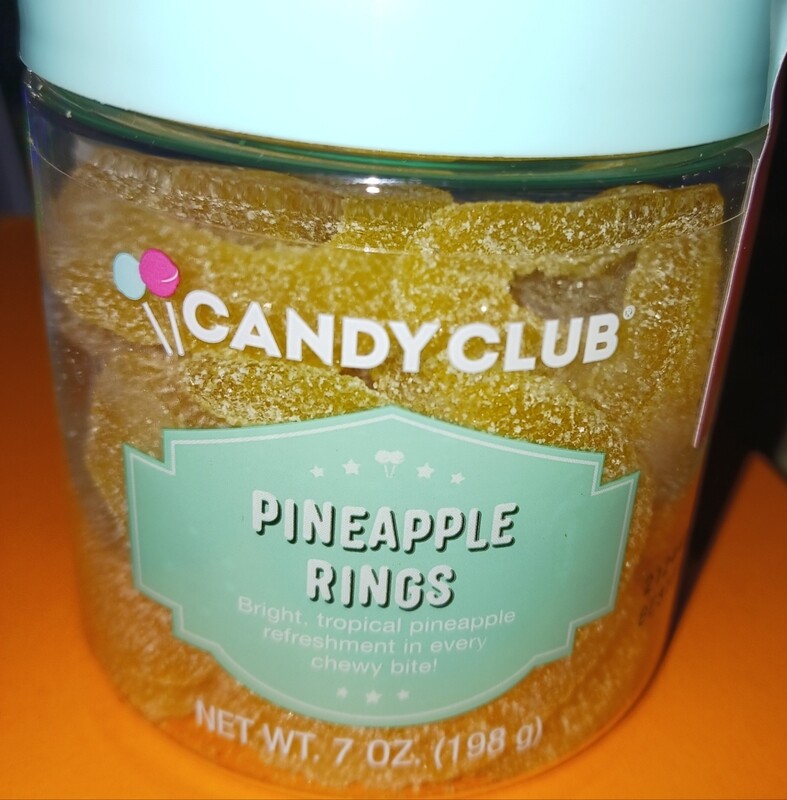 CANDY CLUB®
PINEAPPLE
RINGS
Bright, tropical pineapple
refreshment in every
chewy bite!
NET WT. 7 OZ. (198 g)